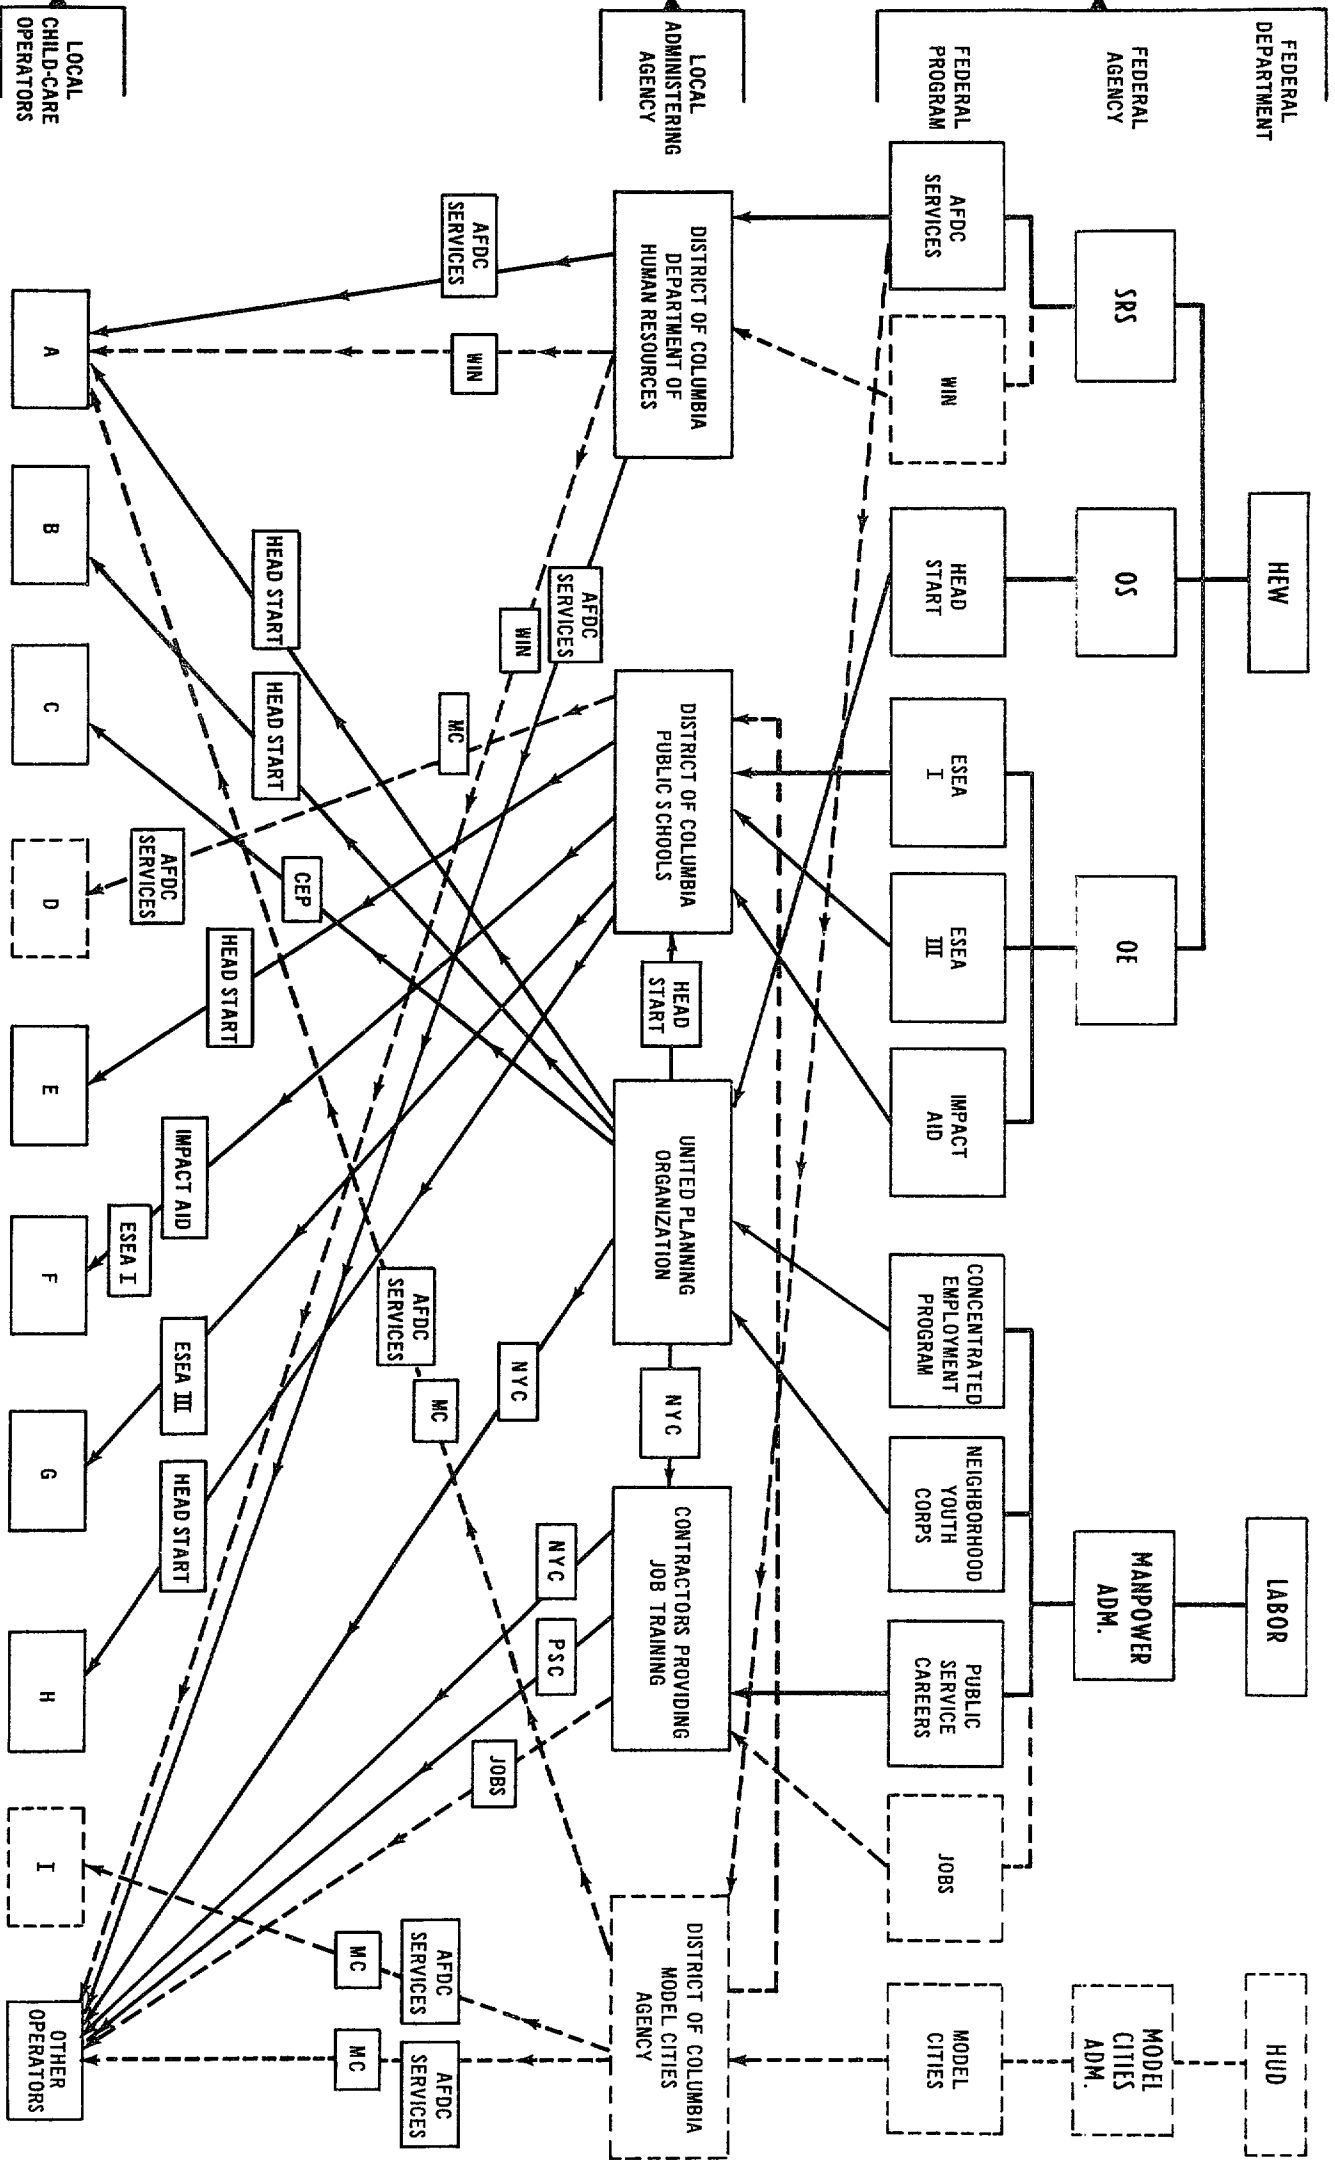 FEDERAL
DEPARTMENT
HEW
LABOR
HUD
FEDERAL
AGENCY
SRS
OS
OE
MANPOWER
ADM.
MODEL
CITIES
ADM.
FEDERAL
PROGRAM
AFDC
SERVICES
WIN
HEAD
START
ESEA
I
ESEA
III
IMPACT
AID
CONCENTRATED
EMPLOYMENT
PROGRAM
NEIGHBORHOOD
YOUTH
CORPS
PUBLIC
SERVICE
CAREERS
JOBS
MODEL
CITIES
LOCAL
ADMINISTERING
AGENCY
DISTRICT OF COLUMBIA
DEPARTMENT OF
HUMAN RESOURCES
DISTRICT OF COLUMBIA
PUBLIC SCHOOLS
HEAD
START
UNITED PLANNING
ORGANIZATION
NYC
CONTRACTORS PROVIDING
JOB TRAINING
DISTRICT OF COLUMBIA
MODEL CITIES
AGENCY
AFDC
SERVICES
WIN
AFDC
SERVICES
WIN
MC
NYC
NYC
PSC
JOBS
AFDC
SERVICES
MC
AFDC
SERVICES
MC
AFDC
SERVICES
MC
HEAD START
HEAD START
CEP
AFDC
SERVICES
HEAD START
IMPACT AID
ESEA I
ESEA III
HEAD START
LOCAL
CHILD-CARE
OPERATORS
A
B
C
D
E
F
G
H
I
OTHER
OPERATORS